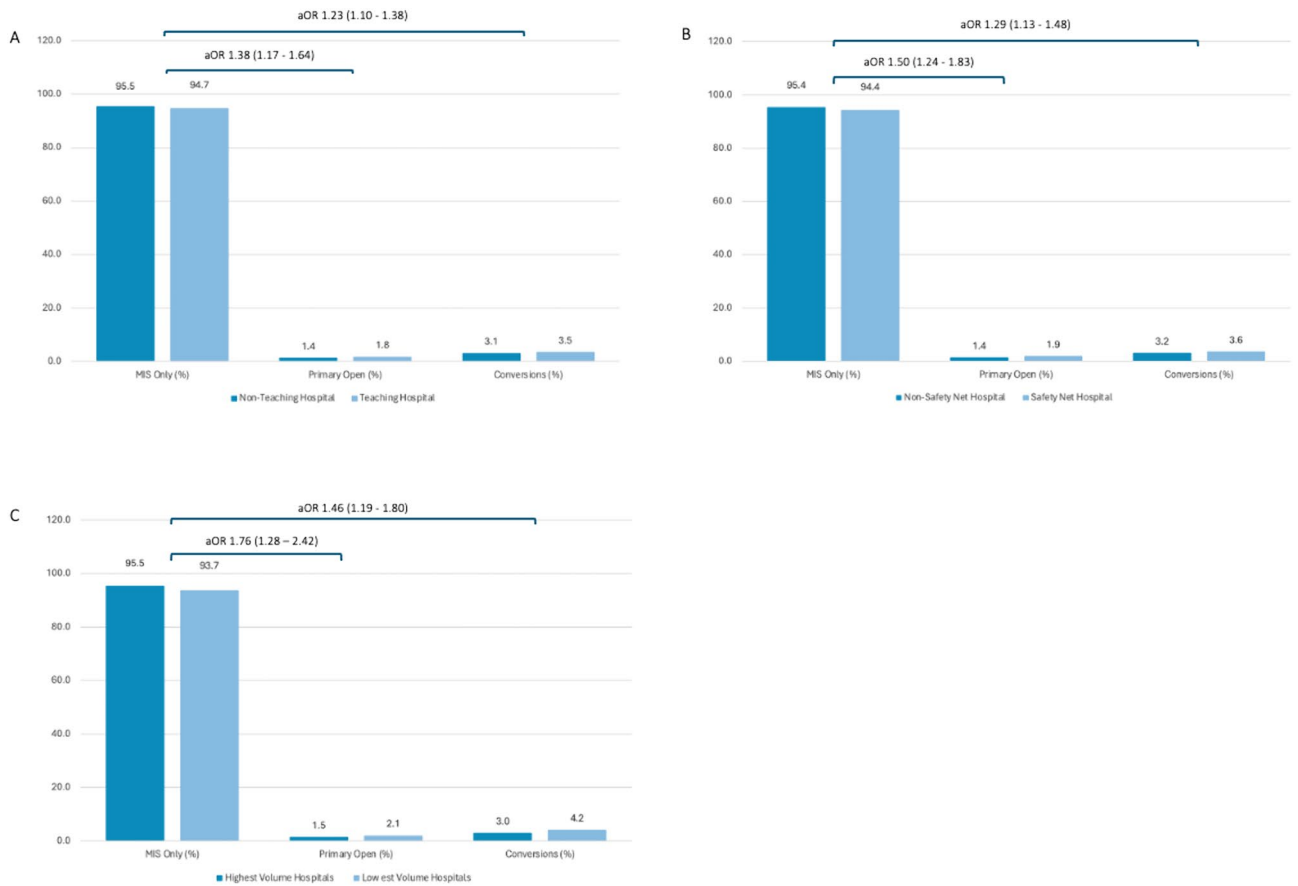 A
aOR 1.23 (1.10 - 1.38)
120.0
aOR 1.38 (1.17 - 1.64)
95.5 94.7
100.0
80.0
60.0
40.0
20.0
1.4 1.8 3.1 3.5
0.0
MIS Only (%) Primary Open (%) Conversions (%)
Non-Teaching Hospital Teaching Hospital
B
aOR 1.29 (1.13 - 1.48)
120.0
aOR 1.50 (1.24 - 1.83)
95.4 94.4
100.0
80.0
60.0
40.0
20.0
1.4 1.9 3.2 3.6
0.0
MIS Only (%) Primary Open (%) Conversions (%)
Non-Safety Net Hospital Safety Net Hospital
C
aOR 1.46 (1.19 - 1.80)
120.0
aOR 1.76 (1.28 – 2.42)
95.5 93.7
100.0
80.0
60.0
40.0
20.0
1.5 2.1 3.0 4.2
0.0
MIS Only (%) Primary Open (%) Conversions (%)
Highest Volume Hospitals Lowest Volume Hospitals